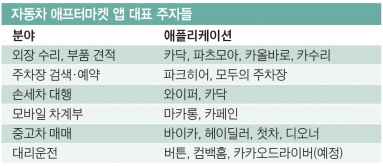 자동차 애프터마켓 앱 대표 주자들
분야 애플리케이션
외장 수리, 부품 견적 카닥, 파츠모아, 카올바로, 카수리
주차장 검색·예약 파크히어, 모두의 주차장
손세차 대행 와이퍼, 카닥
모바일 차계부 마카롱, 카페인
중고차 매매 바이카, 헤이딜러, 첫차, 디오너
대리운전 버튼, 컴백홈, 카카오드라이버(예정)